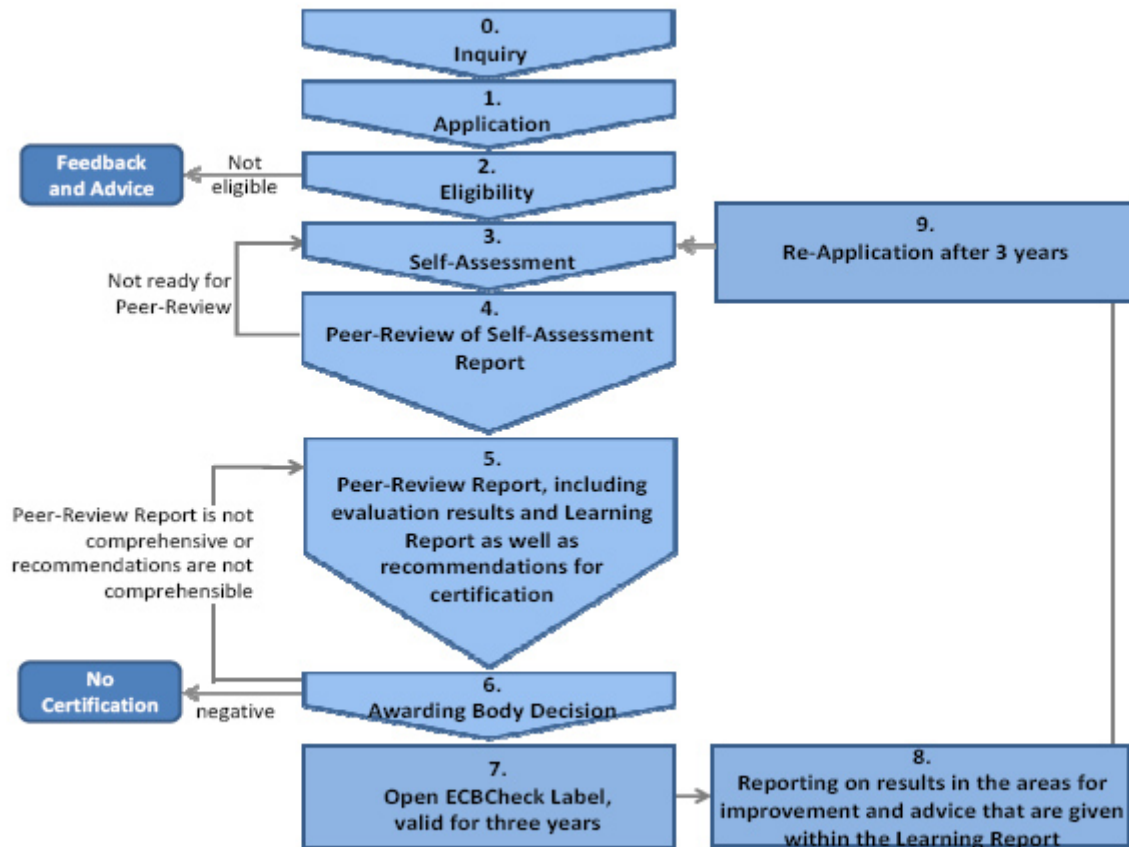 0.
Inquiry
1.
Application
Feedback
and Advice
Not
eligible
2.
Eligibility
3.
Self-Assessment
9.
Re-Application after 3 years
Not ready for
Peer-Review
4.
Peer-Review of Self-Assessment
Report
5.
Peer-Review Report, including
evaluation results and Learning
Report as well as
recommendations for
certification
Peer-Review Report is not
comprehensive or
recommendations are not
comprehensible
No
Certification
negative
6.
Awarding Body Decision
7.
Open ECBCheck Label,
valid for three years
8.
Reporting on results in the areas for
improvement and advice that are given
within the Learning Report